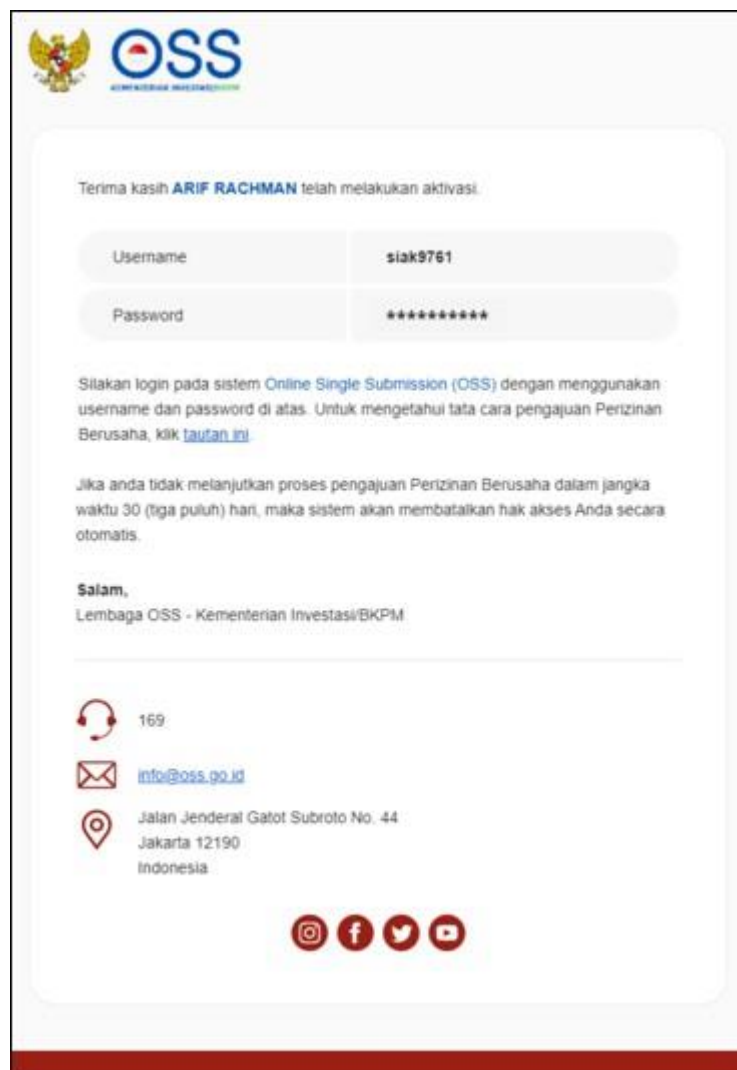 OSS
KEMENTERIAN INVESTASI/BKPM
Terima kasih ARIF RACHMAN telah melakukan aktivasi.
Username siak9761
Password **********
Silakan login pada sistem Online Single Submission (OSS) dengan menggunakan
username dan password di atas. Untuk mengetahui tata cara pengajuan Perizinan
Berusaha, klik tautan ini.
Jika anda tidak melanjutkan proses pengajuan Perizinan Berusaha dalam jangka
waktu 30 (tiga puluh) hari, maka sistem akan membatalkan hak akses Anda secara
otomatis.
Salam,
Lembaga OSS - Kementerian Investasi/BKPM
169
info@oss.go.id
Jalan Jenderal Gatot Subroto No. 44
Jakarta 12190
Indonesia